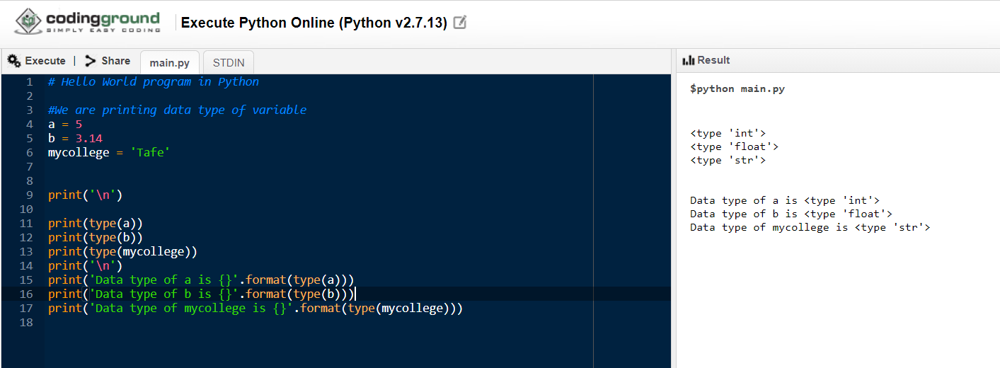 codingground
SIMPLY EASY CODING
Execute Python Online (Python v2.7.13)
Execute | Share main.py STDIN
1 # Hello World program in Python
2
3 #We are printing data type of variable
4 a = 5
5 b = 3.14
6 mycollege = 'Tafe'
7
8
9 print('\n')
10
11 print(type(a))
12 print(type(b))
13 print(type(mycollege))
14 print('\n')
15 print('Data type of a is {}'.format(type(a)))
16 print('Data type of b is {}'.format(type(b)))
17 print('Data type of mycollege is {}'.format(type(mycollege)))
18
Result
$python main.py
<type 'int'>
<type 'float'>
<type 'str'>
Data type of a is <type 'int'>
Data type of b is <type 'float'>
Data type of mycollege is <type 'str'>